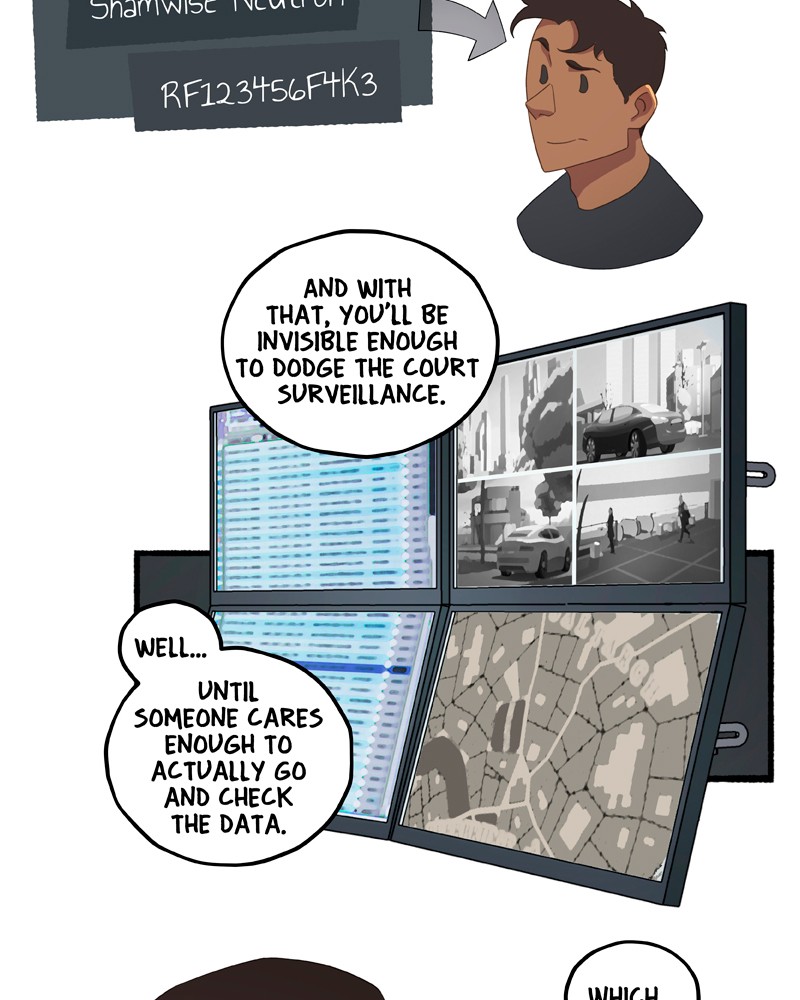 Shamwise Neutron
RF123456F4K3
AND WITH
THAT, YOU'LL BE
INVISIBLE ENOUGH
TO DODGE THE COURT
SURVEILLANCE.
WELL...
UNTIL
SOMEONE CARES
ENOUGH TO
ACTUALLY GO
AND CHECK
THE DATA.
WHICH